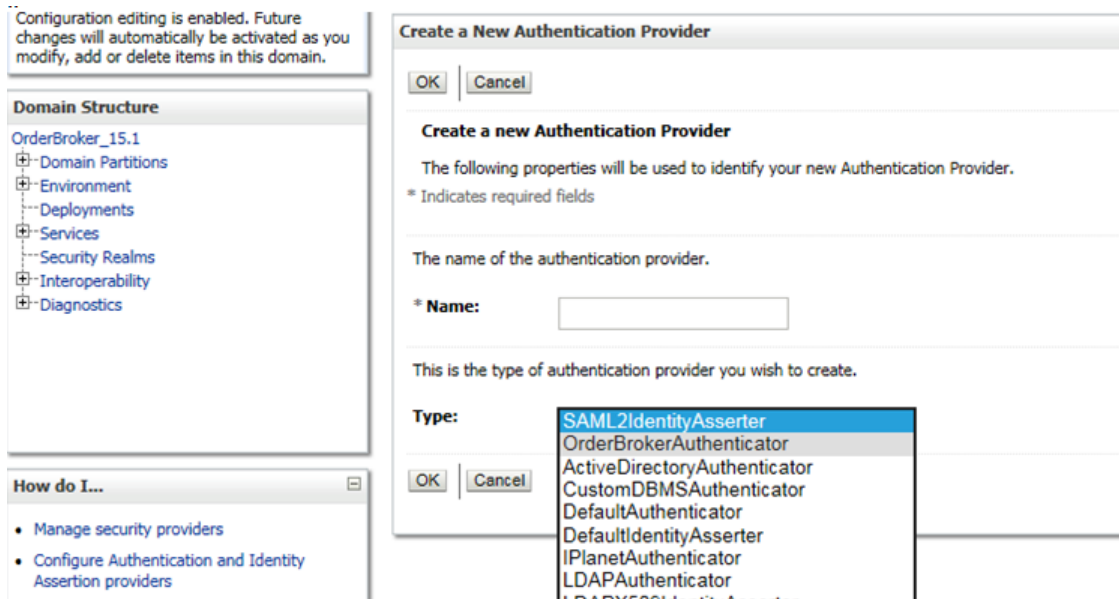 Configuration editing is enabled. Future
changes will automatically be activated as you
modify, add or delete items in this domain.
Domain Structure
OrderBroker_15.1
Domain Partitions
Environment
Deployments
Services
Security Realms
Interoperability
Diagnostics
How do I...
Manage security providers
Configure Authentication and Identity
Assertion providers
Create a New Authentication Provider
OK Cancel
Create a new Authentication Provider
The following properties will be used to identify your new Authentication Provider.
* Indicates required fields
The name of the authentication provider.
* Name:
This is the type of authentication provider you wish to create.
Type:
SAML2IdentityAsserter
OrderBrokerAuthenticator
ActiveDirectoryAuthenticator
CustomDBMSAuthenticator
DefaultAuthenticator
DefaultIdentityAsserter
IPlanetAuthenticator
LDAPAuthenticator
OK Cancel